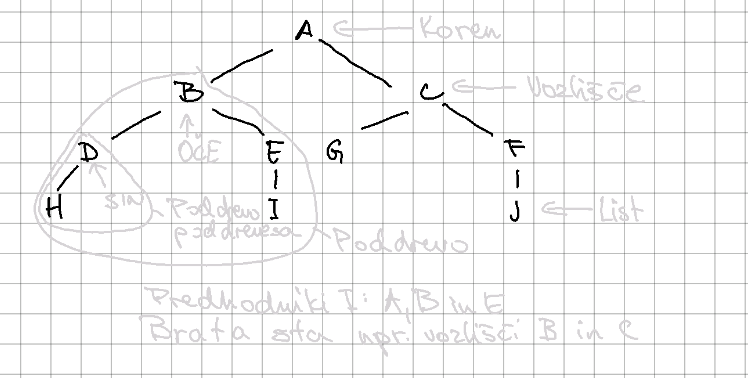 A ← Koren
B C ← Vozlišče
D OČE E G F
H SIN Poddrevo I J ← List
poddrevesa Poddrevo
Predhodniki I: A, B in E
Brata sta npr. vozlišči B in C